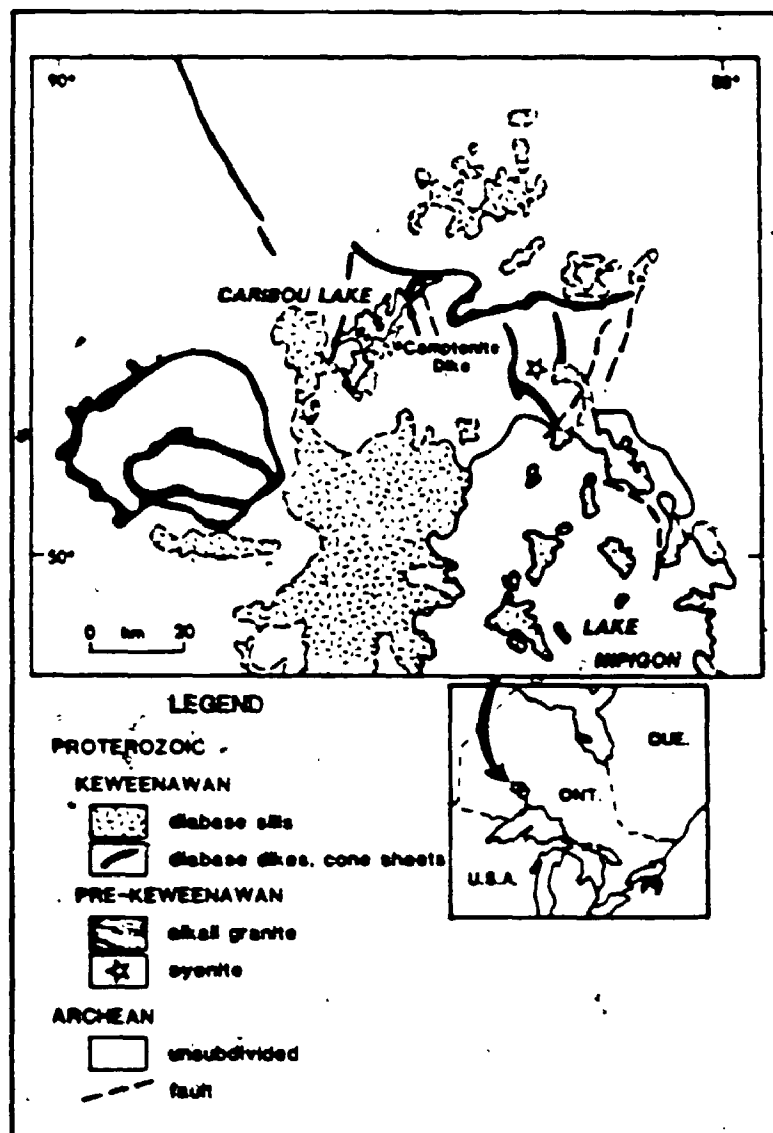 90°
88°
CARIBOU LAKE
Camptonite
Dike
50°
0 km 20
LAKE
NIPIGON
LEGEND
PROTEROZOIC
KEWEENAWAN
diabase sills
diabase dikes, cone sheets
PRE-KEWEENAWAN
alkali granite
syenite
ARCHEAN
unsubdivided
fault
QUE.
ONT.
U.S.A.